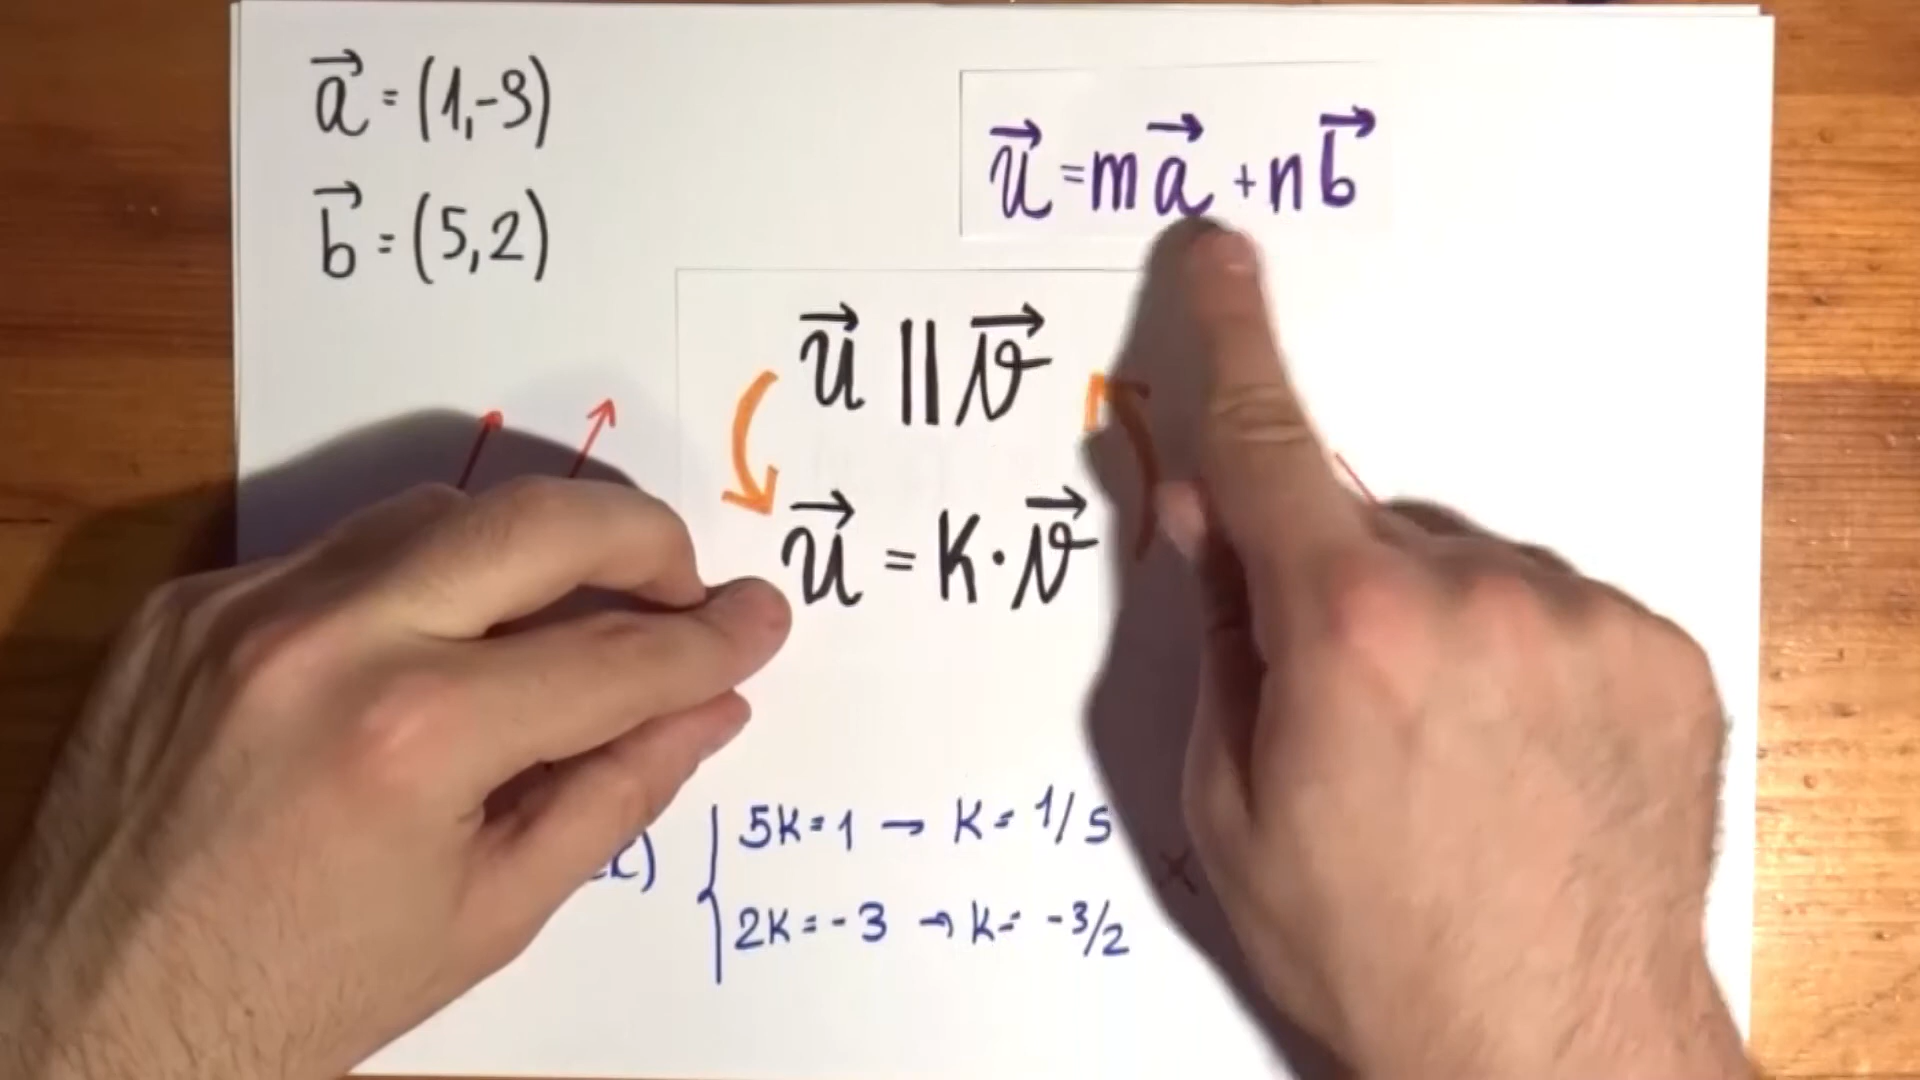 a⃗ = (1,-3)
b⃗ = (5,2)
u⃗ = ma⃗ + nb⃗
u⃗ || v⃗
u⃗ = K·v⃗
5K=1 → K=1/5
2K=-3 → K=-3/2